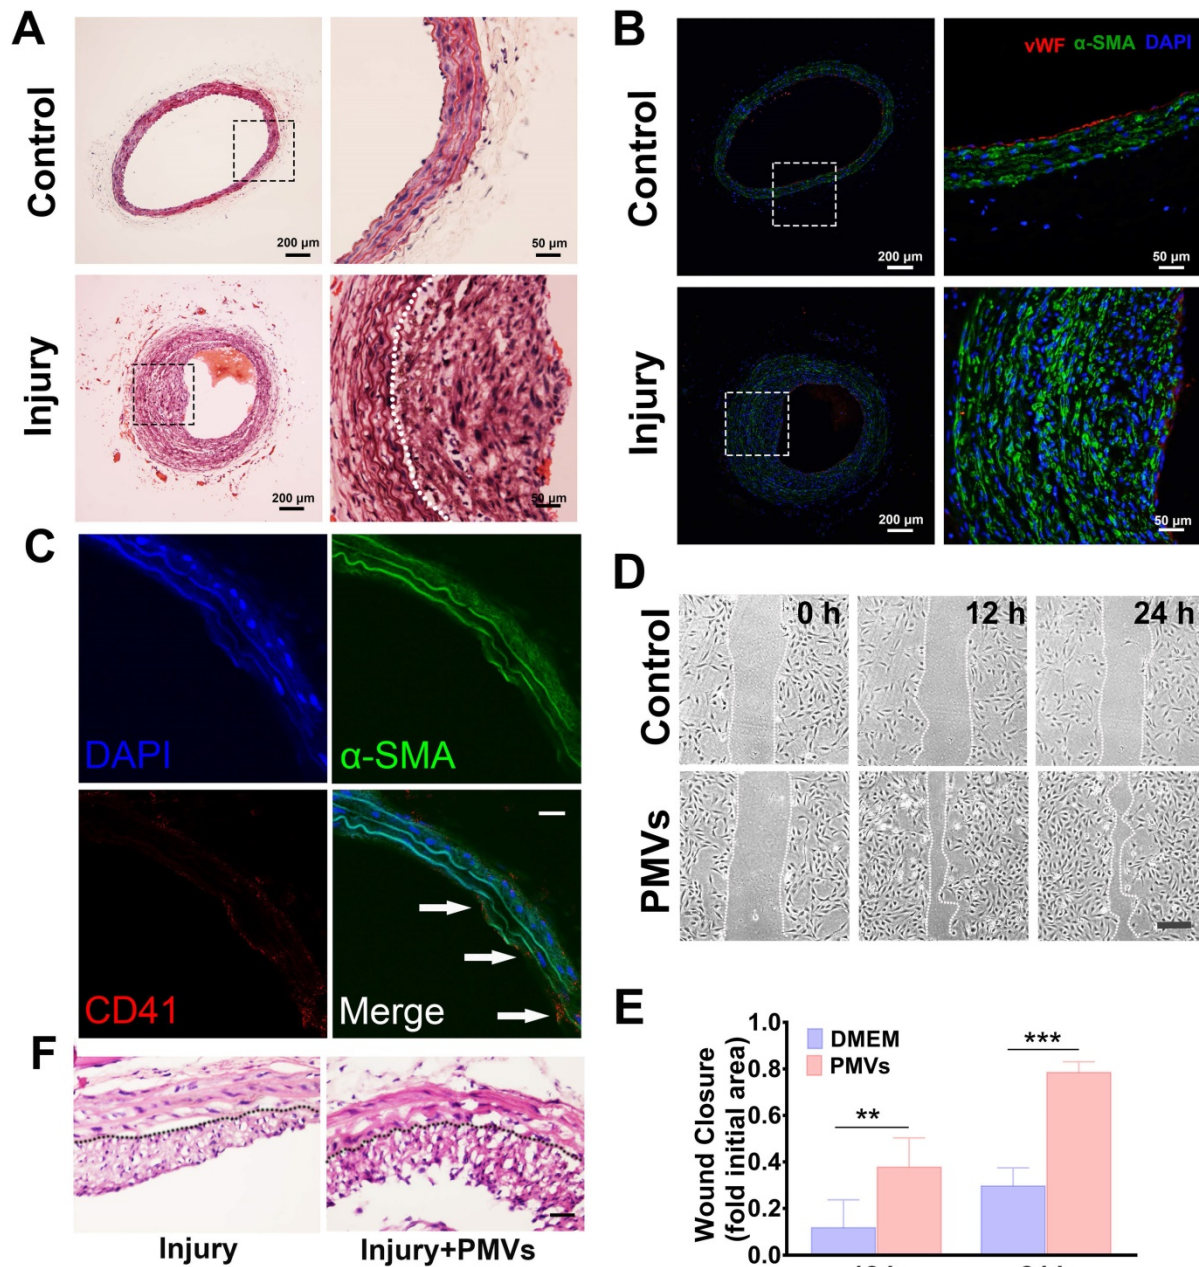 A
Control
200 µm
50 µm
Injury
200 µm
50 µm
B
vWF α-SMA DAPI
Control
200 µm
50 µm
Injury
200 µm
50 µm
C
DAPI
α-SMA
CD41
Merge
D
0 h
12 h
24 h
Control
PMVs
E
Wound Closure
(fold initial area)
1.0
0.8
0.6
0.4
0.2
0.0
DMEM
PMVs
**
***
F
Injury
Injury+PMVs